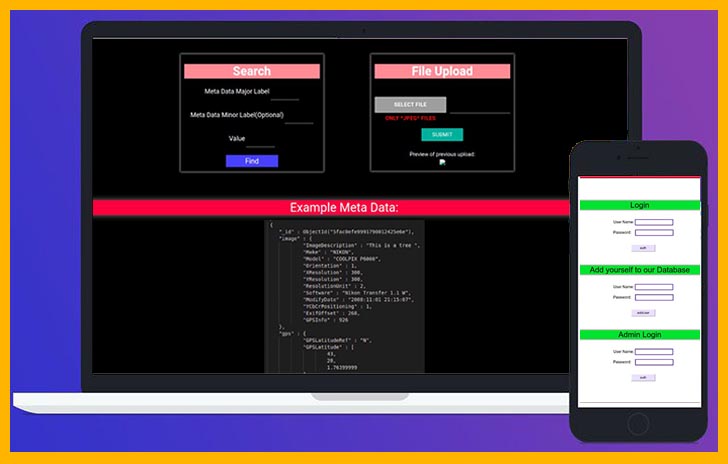 Search
Meta Data Major Label
Meta Data Minor Label(Optional)
Value
Find
File Upload
SELECT FILE
ONLY "JPEG" FILES
SUBMIT
Preview of previous upload:
Example Meta Data:
{
"_id" : ObjectId("5fac0efe9991790812425e6e"),
"image" : {
"ImageDescription" : "This is a tree ",
"Make" : "NIKON",
"Model" : "COOLPIX P6000",
"Orientation" : 1,
"XResolution" : 300,
"YResolution" : 300,
"ResolutionUnit" : 2,
"Software" : "Nikon Transfer 1.1 W",
"ModifyDate" : "2008:11:01 21:15:07",
"YCbCrPositioning" : 1,
"ExifOffset" : 268,
"GPSInfo" : 926
},
"gps" : {
"GPSLatitudeRef" : "N",
"GPSLatitude" : [
43,
28,
1.76399999
Login
User Name:
Password:
auth
Add yourself to our Database
User Name:
Password:
add user
Admin Login
User Name:
Password:
auth